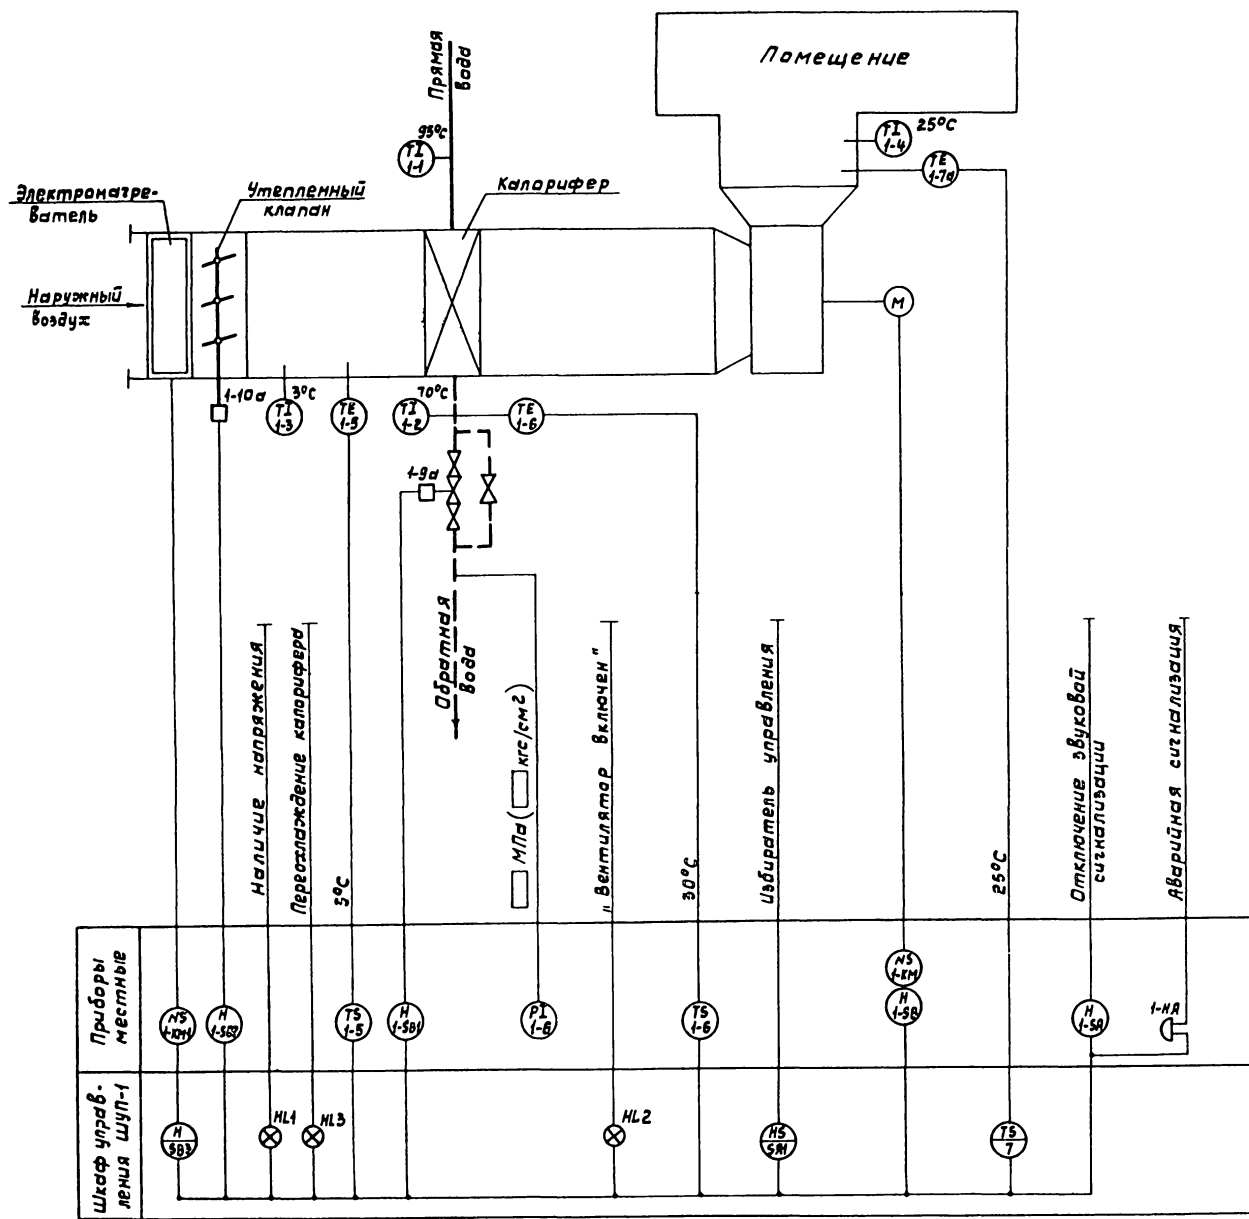 Помещение
Прямая
вода
95°C
TI
1-1
TI
1-4
25°C
TE
1-7а
Электронагре-
ватель
Утепленный
клапан
Калорифер
Наружный
воздух
M
1-10а
3°C
TI
1-3
TE
1-5
70°C
TI
1-2
TE
1-6
1-9а
Обратная
вода
Наличие напряжения
Переохлаждение калорифера
5°C
МПа ( кгс/см²)
„Вентилятор включен"
30°C
Избиратель управления
25°C
Отключение звуковой
сигнализации
Аварийная сигнализация
Приборы
местные
NS
1-KM1
H
1-SB2
TS
1-5
H
1-SB1
PI
1-8
TS
1-6
NS
1-KM
H
1-SB
H
1-SA
1-HA
Шкаф управ-
ления ШУП-1
H
SB3
HL1
HL3
HL2
HS
SA1
TS
7